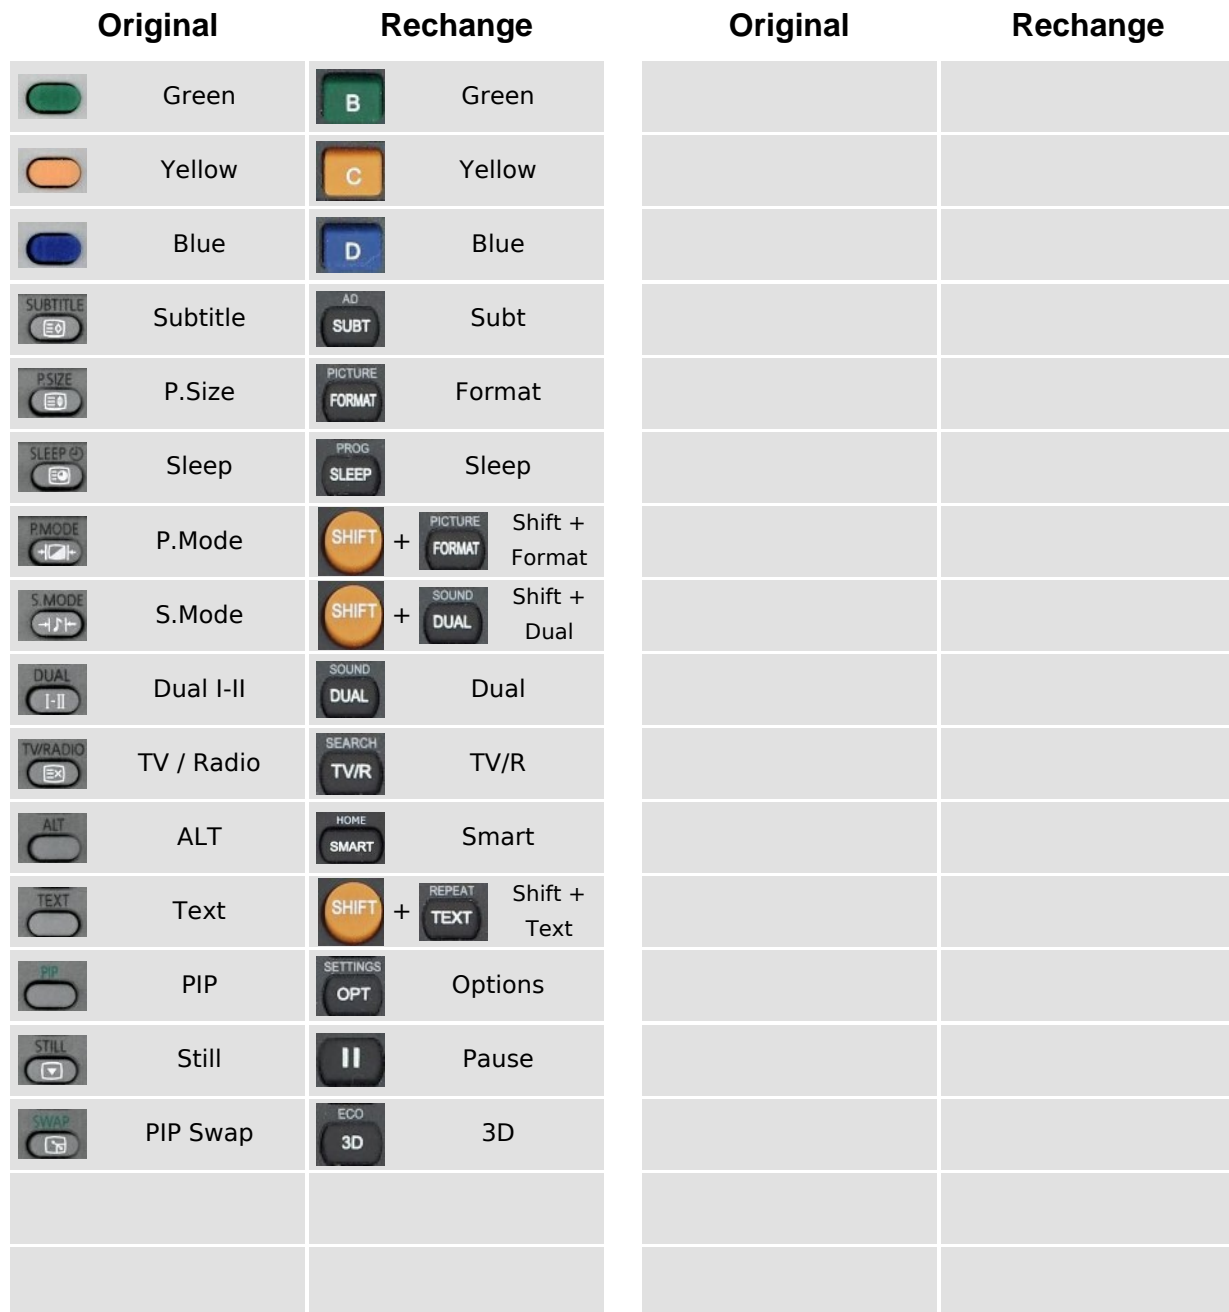 Original Rechange Original Rechange
Green B Green
Yellow C Yellow
Blue D Blue
SUBTITLE Subtitle AD SUBT Subt
P.SIZE P.Size PICTURE FORMAT Format
SLEEP Sleep PROG SLEEP Sleep
P.MODE P.Mode SHIFT + PICTURE FORMAT Shift +
Format
S.MODE S.Mode SHIFT + SOUND DUAL Shift +
Dual
DUAL I-II Dual I-II SOUND DUAL Dual
TV/RADIO TV / Radio SEARCH TV/R TV/R
ALT ALT HOME SMART Smart
TEXT Text SHIFT + REPEAT TEXT Shift +
Text
PIP PIP SETTINGS OPT Options
STILL Still Pause
SWAP PIP Swap ECO 3D 3D